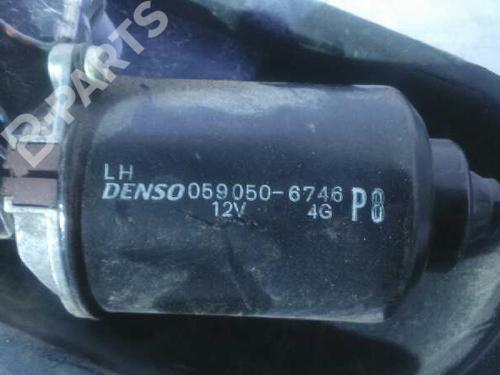 B-PARTS
LH
DENSO 059050-6746
12V 4G P8